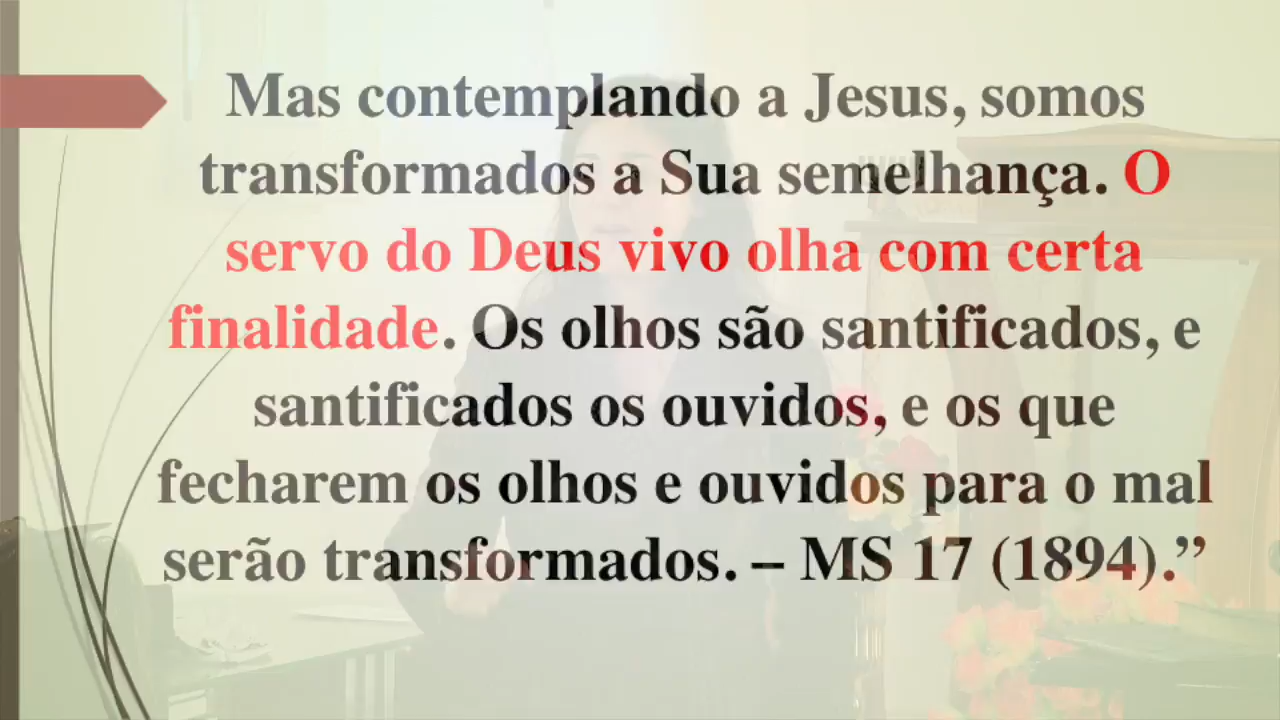 Mas contemplando a Jesus, somos
transformados a Sua semelhança. O
servo do Deus vivo olha com certa
finalidade. Os olhos são santificados, e
santificados os ouvidos, e os que
fecharem os olhos e ouvidos para o mal
serão transformados. – MS 17 (1894).”